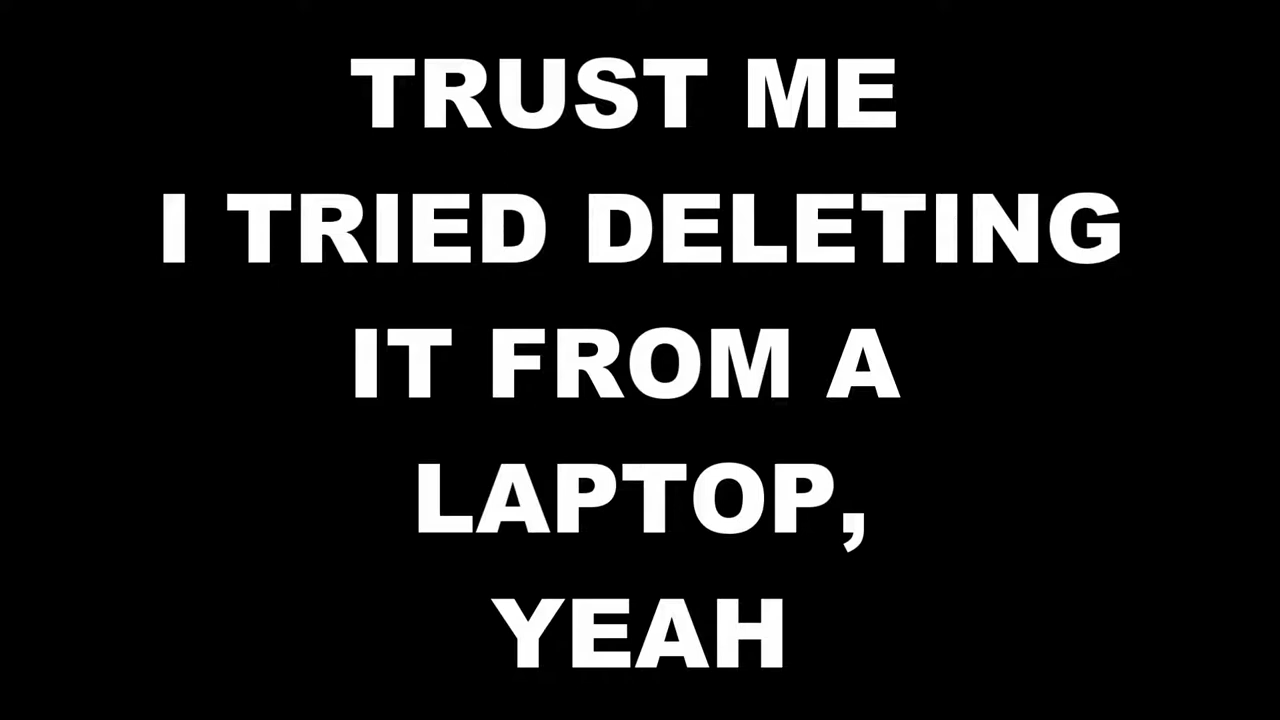 TRUST ME
I TRIED DELETING
IT FROM A
LAPTOP,
YEAH